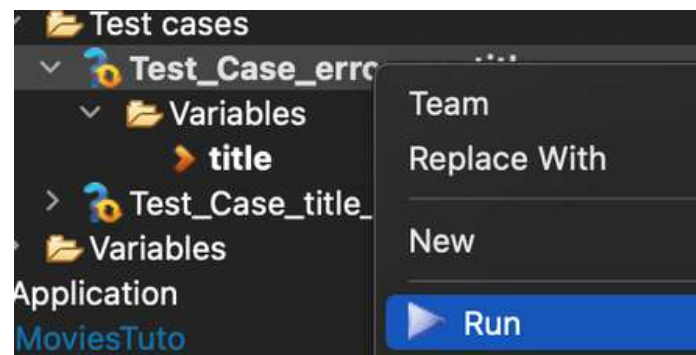 Test cases
Test_Case_erro
Variables
title
Test_Case_title_
Variables
Application
MoviesTuto
Team
Replace With
New
Run